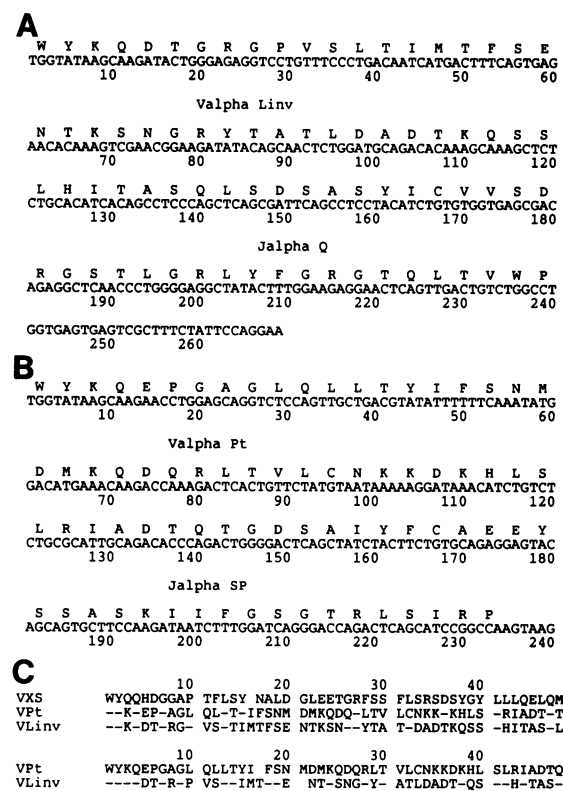 A
W Y K Q D T G R G P V S L T I M T F S E
TGGTATAAGCAAGATACTGGGAGAGGTCCTGTTTCCCTGACAATCATGACTTTCAGTGAG
10 20 30 40 50 60
Valpha Linv
N T K S N G R Y T A T L D A D T K Q S S
AACACAAAGTCGAACGGAAGATATACAGCAACTCTGGATGCAGACACAAAGCAAAGCTCT
70 80 90 100 110 120
L H I T A S Q L S D S A S Y I C V V S D
CTGCACATCACAGCCTCCCAGCTCAGCGATTCAGCCTCCTACATCTGTGTGGTGAGCGAC
130 140 150 160 170 180
Jalpha Q
R G S T L G R L Y F G R G T Q L T V W P
AGAGGCTCAACCCTGGGGAGGCTATACTTTGGAAGAGGAACTCAGTTGACTGTCTGGCCT
190 200 210 220 230 240
GGTGAGTGAGTCGCTTTCTATTCCAGGAA
250 260
B
W Y K Q E P G A G L Q L L T Y I F S N M
TGGTATAAGCAAGAACCTGGAGCAGGTCTCCAGTTGCTGACGTATATTTTTTCAAATATG
10 20 30 40 50 60
Valpha Pt
D M K Q D Q R L T V L C N K K D K H L S
GACATGAAACAAGACCAAAGACTCACTGTTCTATGTAATAAAAAGGATAAACATCTGTCT
70 80 90 100 110 120
L R I A D T Q T G D S A I Y F C A E E Y
CTGCGCATTGCAGACACCCAGACTGGGGACTCAGCTATCTACTTCTGTGCAGAGGAGTAC
130 140 150 160 170 180
Jalpha SP
S S A S K I I F G S G T R L S I R P
AGCAGTGCTTCCAAGATAATCTTTGGATCAGGGACCAGACTCAGCATCCGGCCAAGTAAG
190 200 210 220 230 240
C
10 20 30 40
VXS WYQQHDGGAP TFLSY NALD GLEETGRFSS FLSRSDSYGY LLLQELQM
VPt --K-EP-AGL QL-T-IFSNM DMKQDQ-LTV LCNKK-KHLS -RIADT-T
VLinv --K-DT-RG- VS-TIMTFSE NTKSN--YTA T-DADTKQSS -HITAS-L
10 20 30 40
VPt WYKQEPGAGL QLLTYI FSN MDMKQDQRLT VLCNKKDKHL SLRIADTQ
VLinv ----DT-R-P VS--IMT--E NT-SNG-Y- ATLDADT-QS --H-TAS-